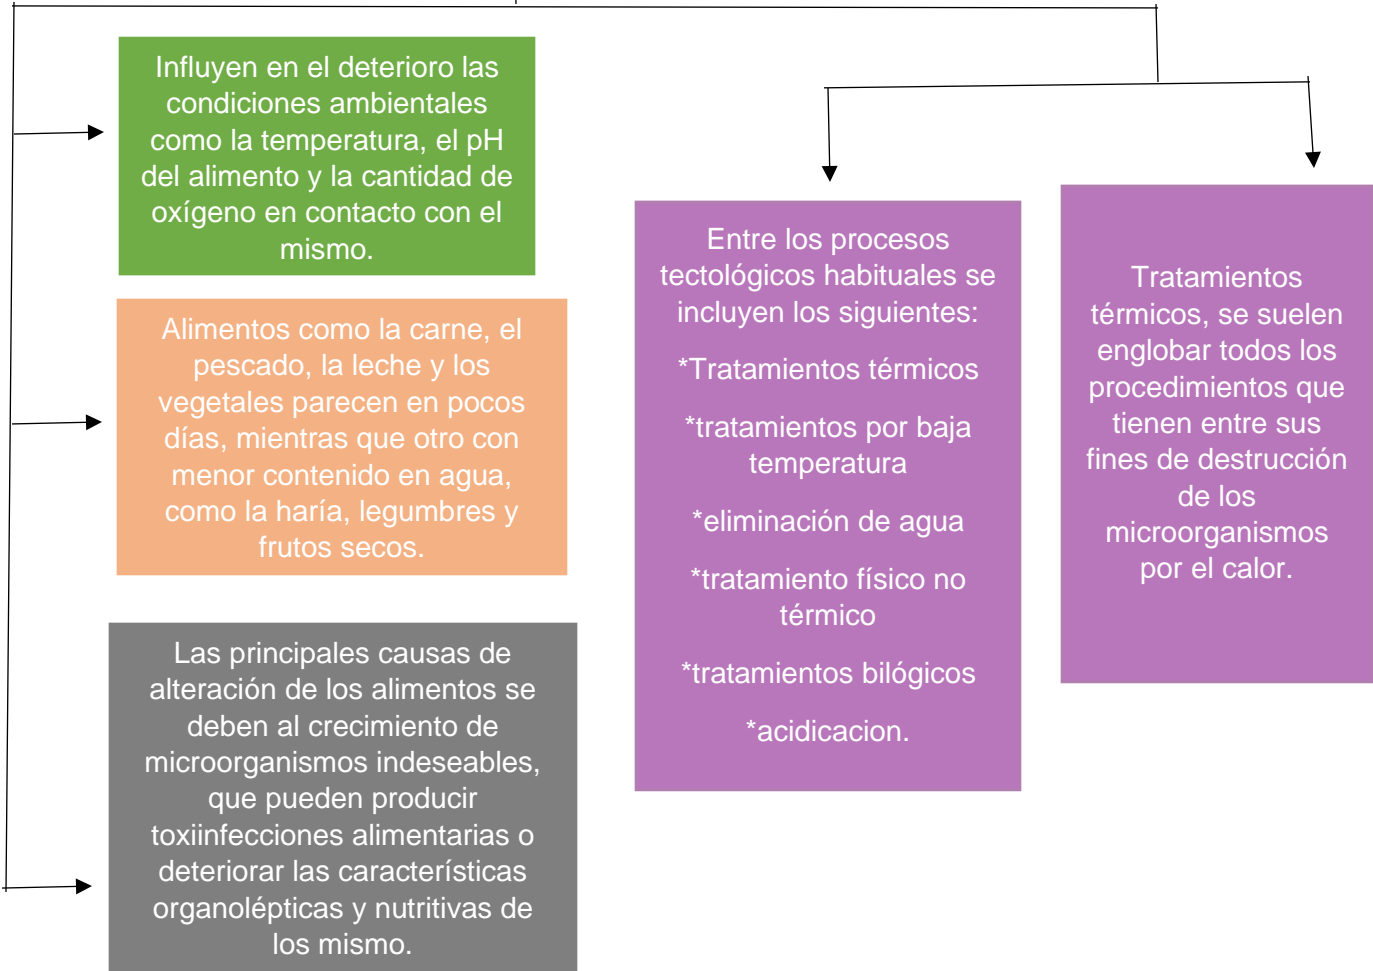 Influyen en el deterioro las
condiciones ambientales
como la temperatura, el pH
del alimento y la cantidad de
oxígeno en contacto con el
mismo.
Alimentos como la carne, el
pescado, la leche y los
vegetales parecen en pocos
días, mientras que otro con
menor contenido en agua,
como la haría, legumbres y
frutos secos.
Las principales causas de
alteración de los alimentos se
deben al crecimiento de
microorganismos indeseables,
que pueden producir
toxiinfecciones alimentarias o
deteriorar las características
organolépticas y nutritivas de
los mismo.
Entre los procesos
tectológicos habituales se
incluyen los siguientes:
*Tratamientos térmicos
*tratamientos por baja
temperatura
*eliminación de agua
*tratamiento físico no
térmico
*tratamientos bilógicos
*acidicacion.
Tratamientos
térmicos, se suelen
englobar todos los
procedimientos que
tienen entre sus
fines de destrucción
de los
microorganismos
por el calor.